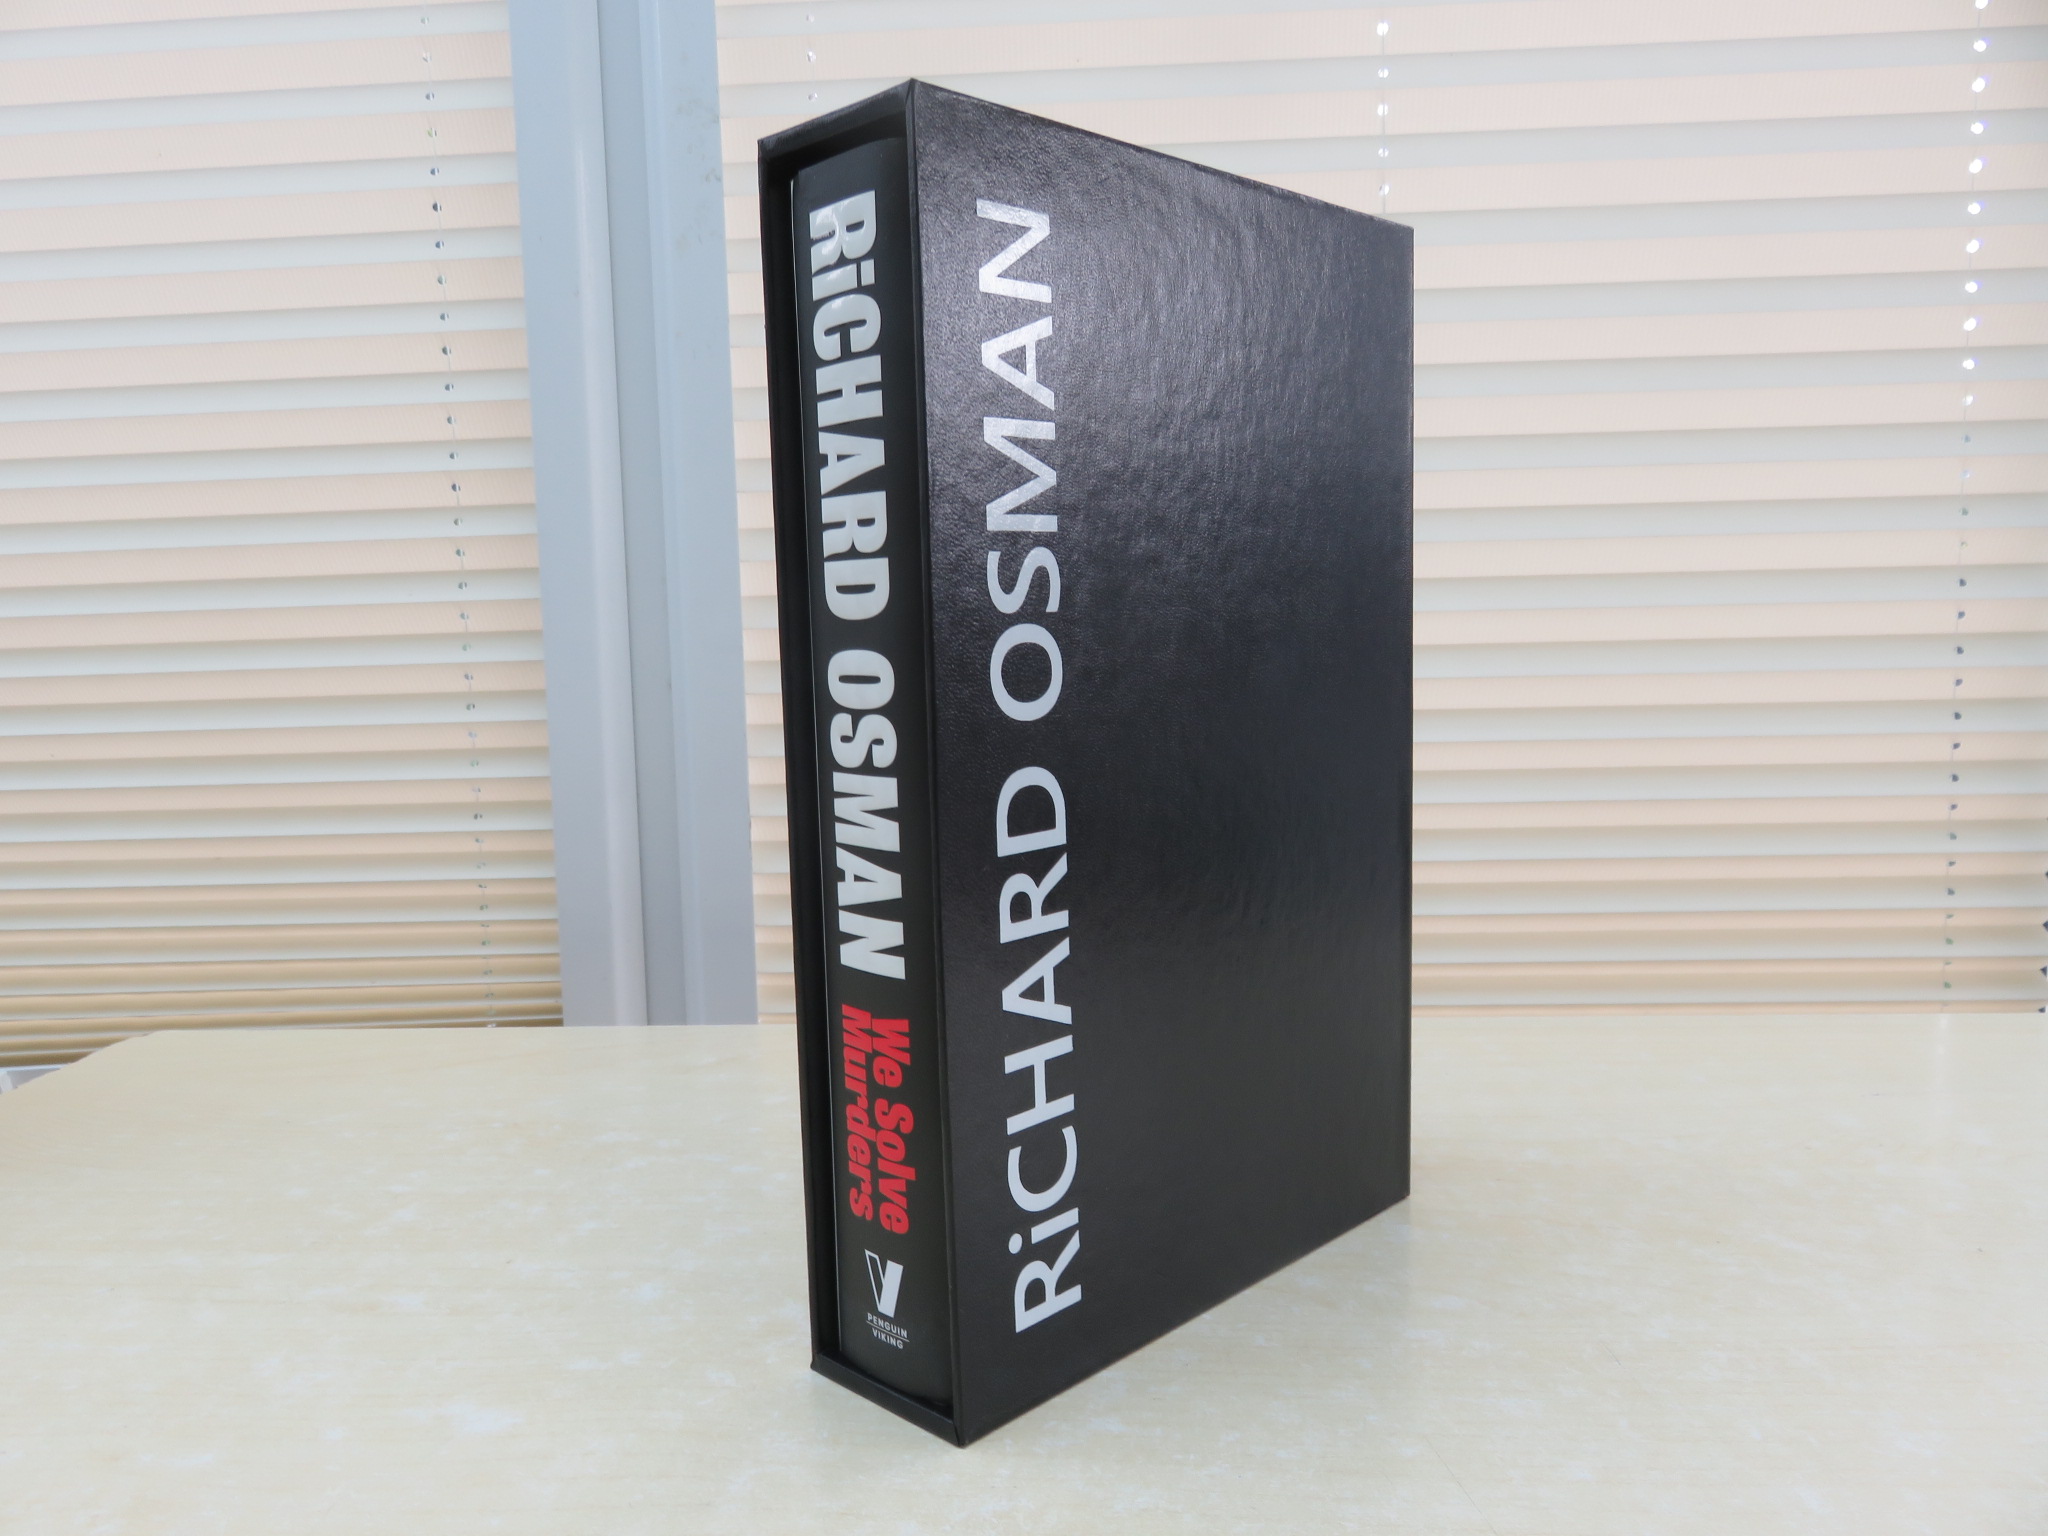 RiCHARD OSMAN
We Solve
Murders
PENGUIN
VIKING
RiCHARD OSMAN